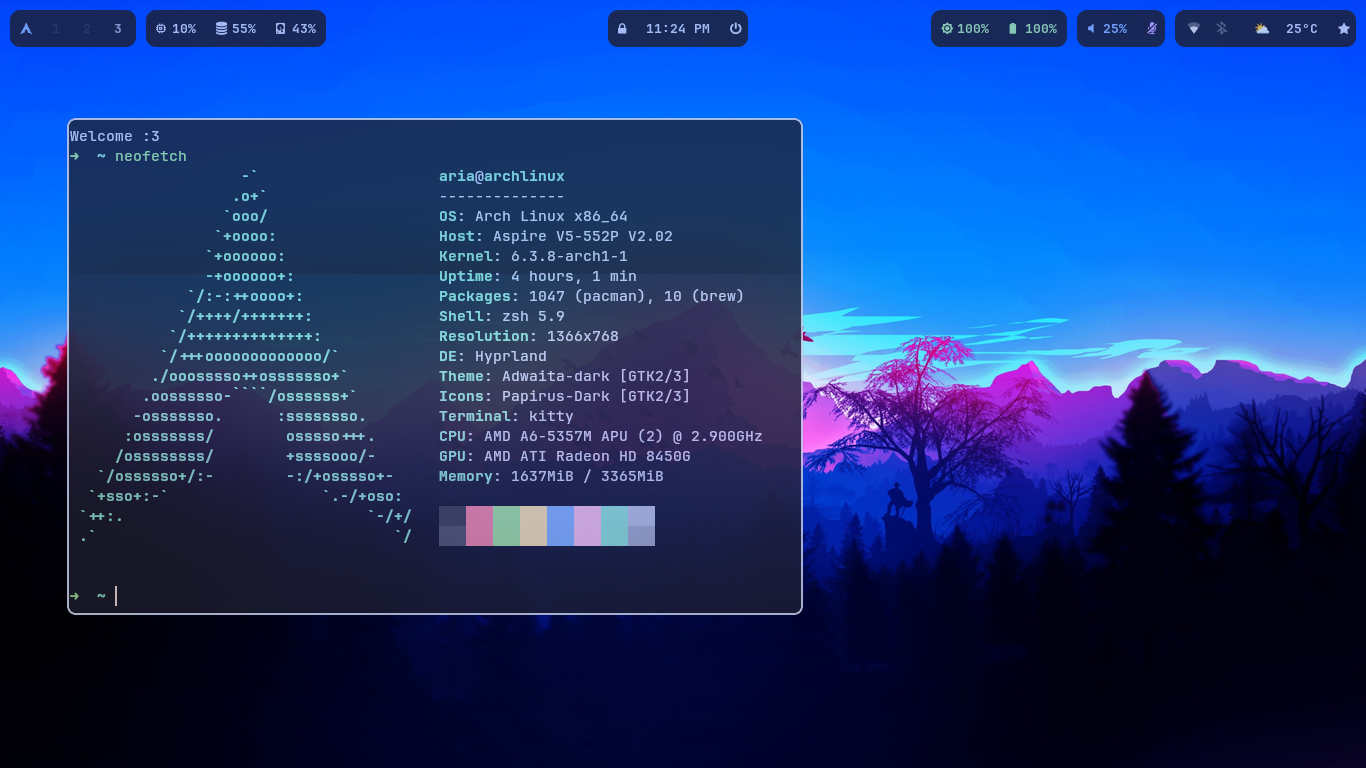 1 2 3 10% 55% 43% 11:24 PM 100% 100% 25% 25°C
Welcome :3
➜  ~ neofetch
                   -`                    aria@archlinux
                  .o+`                   --------------
                 `ooo/                   OS: Arch Linux x86_64
                `+oooo:                  Host: Aspire V5-552P V2.02
               `+oooooo:                 Kernel: 6.3.8-arch1-1
               -+oooooo+:                Uptime: 4 hours, 1 min
             `/:-:++oooo+:               Packages: 1047 (pacman), 10 (brew)
            `/++++/+++++++:              Shell: zsh 5.9
           `/++++++++++++++:             Resolution: 1366x768
          `/+++ooooooooooooo/`           DE: Hyprland
         ./ooosssso++osssssso+`          Theme: Adwaita-dark [GTK2/3]
        .oossssso-````/ossssss+`         Icons: Papirus-Dark [GTK2/3]
       -osssssso.      :ssssssso.        Terminal: kitty
      :osssssss/        osssso+++.       CPU: AMD A6-5357M APU (2) @ 2.900GHz
     /ossssssss/        +ssssooo/-       GPU: AMD ATI Radeon HD 8450G
   `/ossssso+/:-        -:/+osssso+-     Memory: 1637MiB / 3365MiB
  `+sso+:-`                 `.-/+oso:
 `++:.                           `-/+/
 .`                                 `/
➜  ~